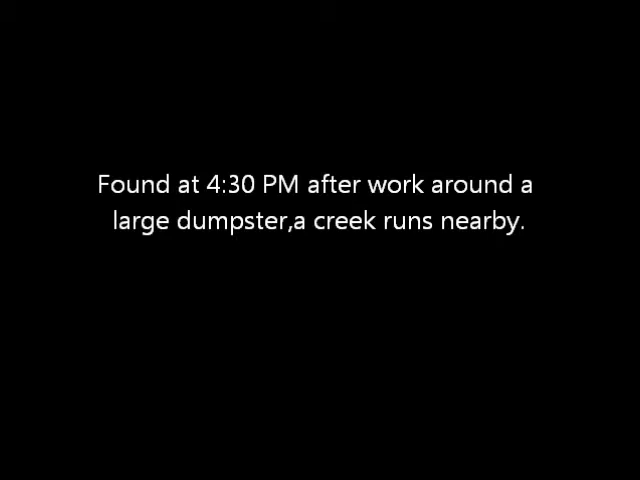 Found at 4:30 PM after work around a
large dumpster,a creek runs nearby.